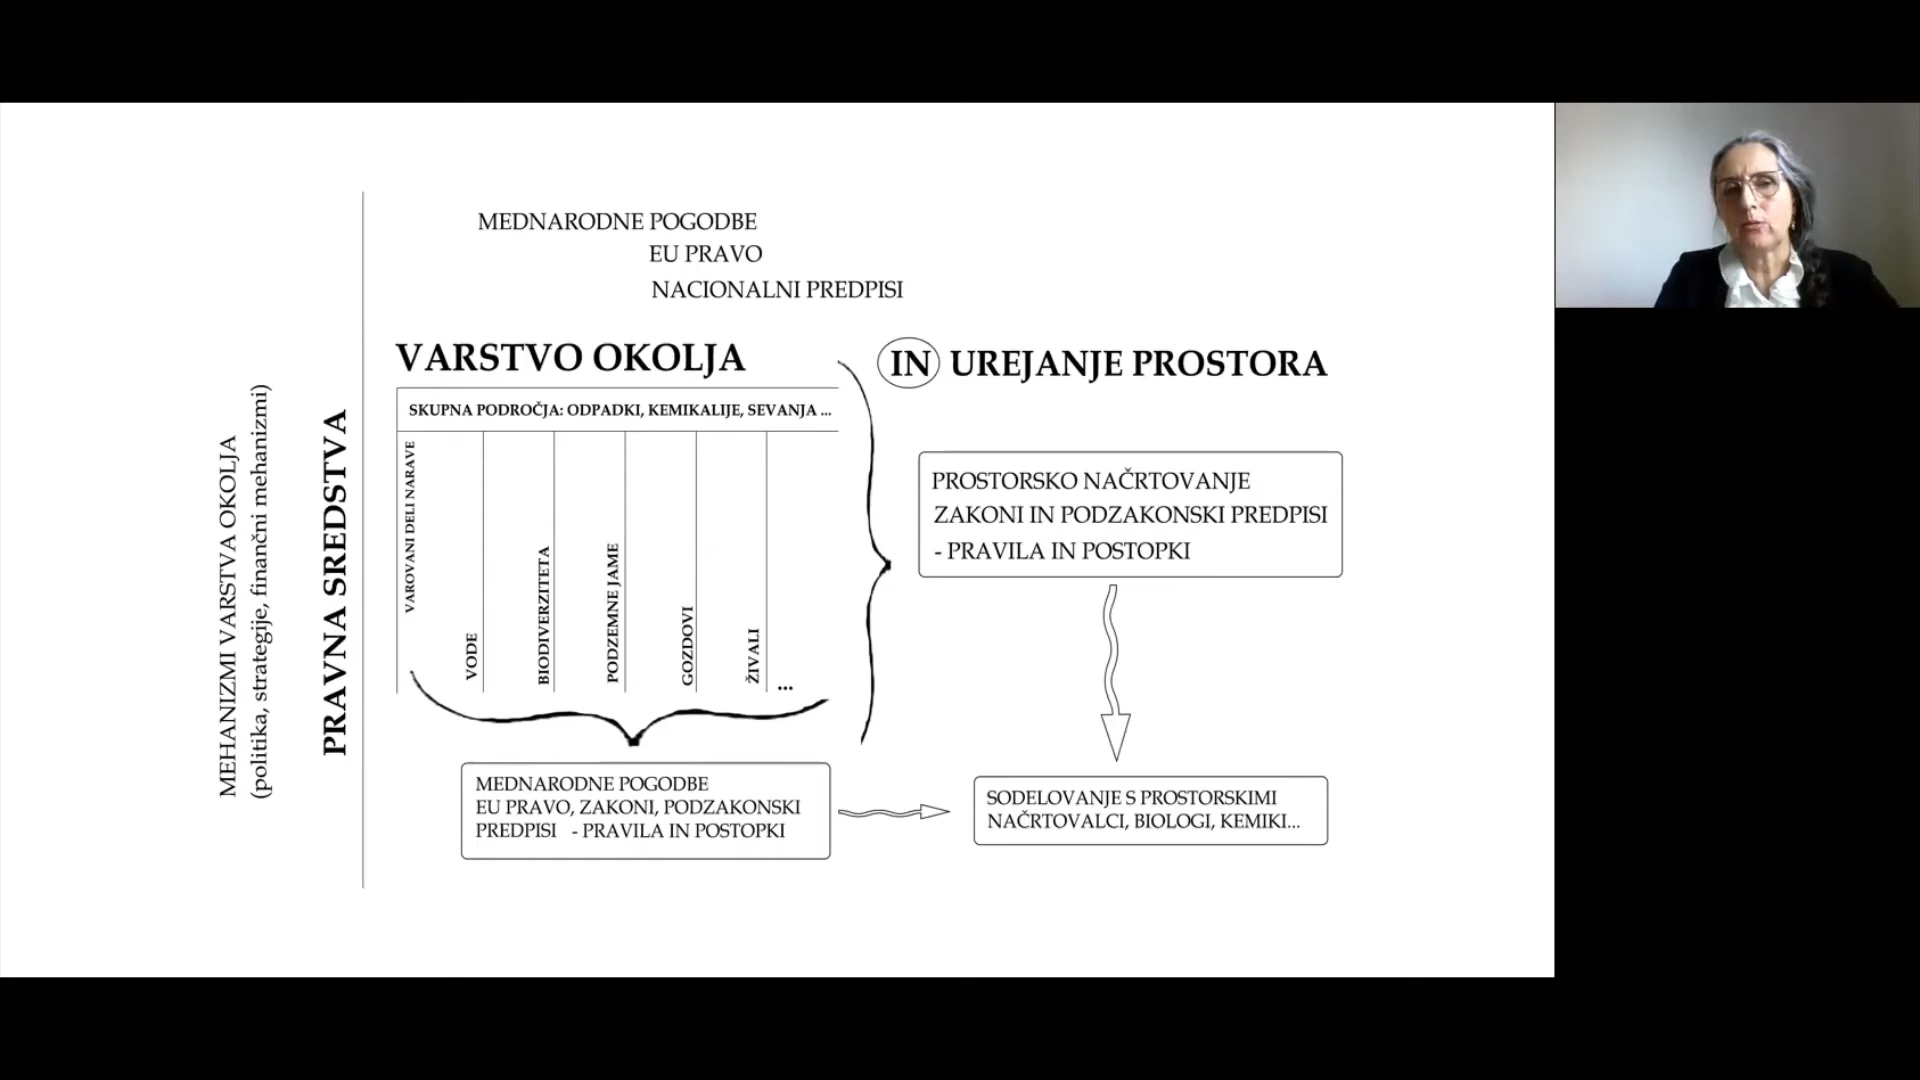 MEHANIZMI VARSTVA OKOLJA
(politika, strategije, finančni mehanizmi)
PRAVNA SREDSTVA
MEDNARODNE POGODBE
EU PRAVO
NACIONALNI PREDPISI
VARSTVO OKOLJA
IN UREJANJE PROSTORA
SKUPNA PODROČJA: ODPADKI, KEMIKALIJE, SEVANJA ...
VAROVANI DELI NARAVE
VODE
BIODIVERZITETA
PODZEMNE JAME
GOZDOVI
ŽIVALI
...
PROSTORSKO NAČRTOVANJE
ZAKONI IN PODZAKONSKI PREDPISI
- PRAVILA IN POSTOPKI
MEDNARODNE POGODBE
EU PRAVO, ZAKONI, PODZAKONSKI
PREDPISI - PRAVILA IN POSTOPKI
SODELOVANJE S PROSTORSKIMI
NAČRTOVALCI, BIOLOGI, KEMIKI...